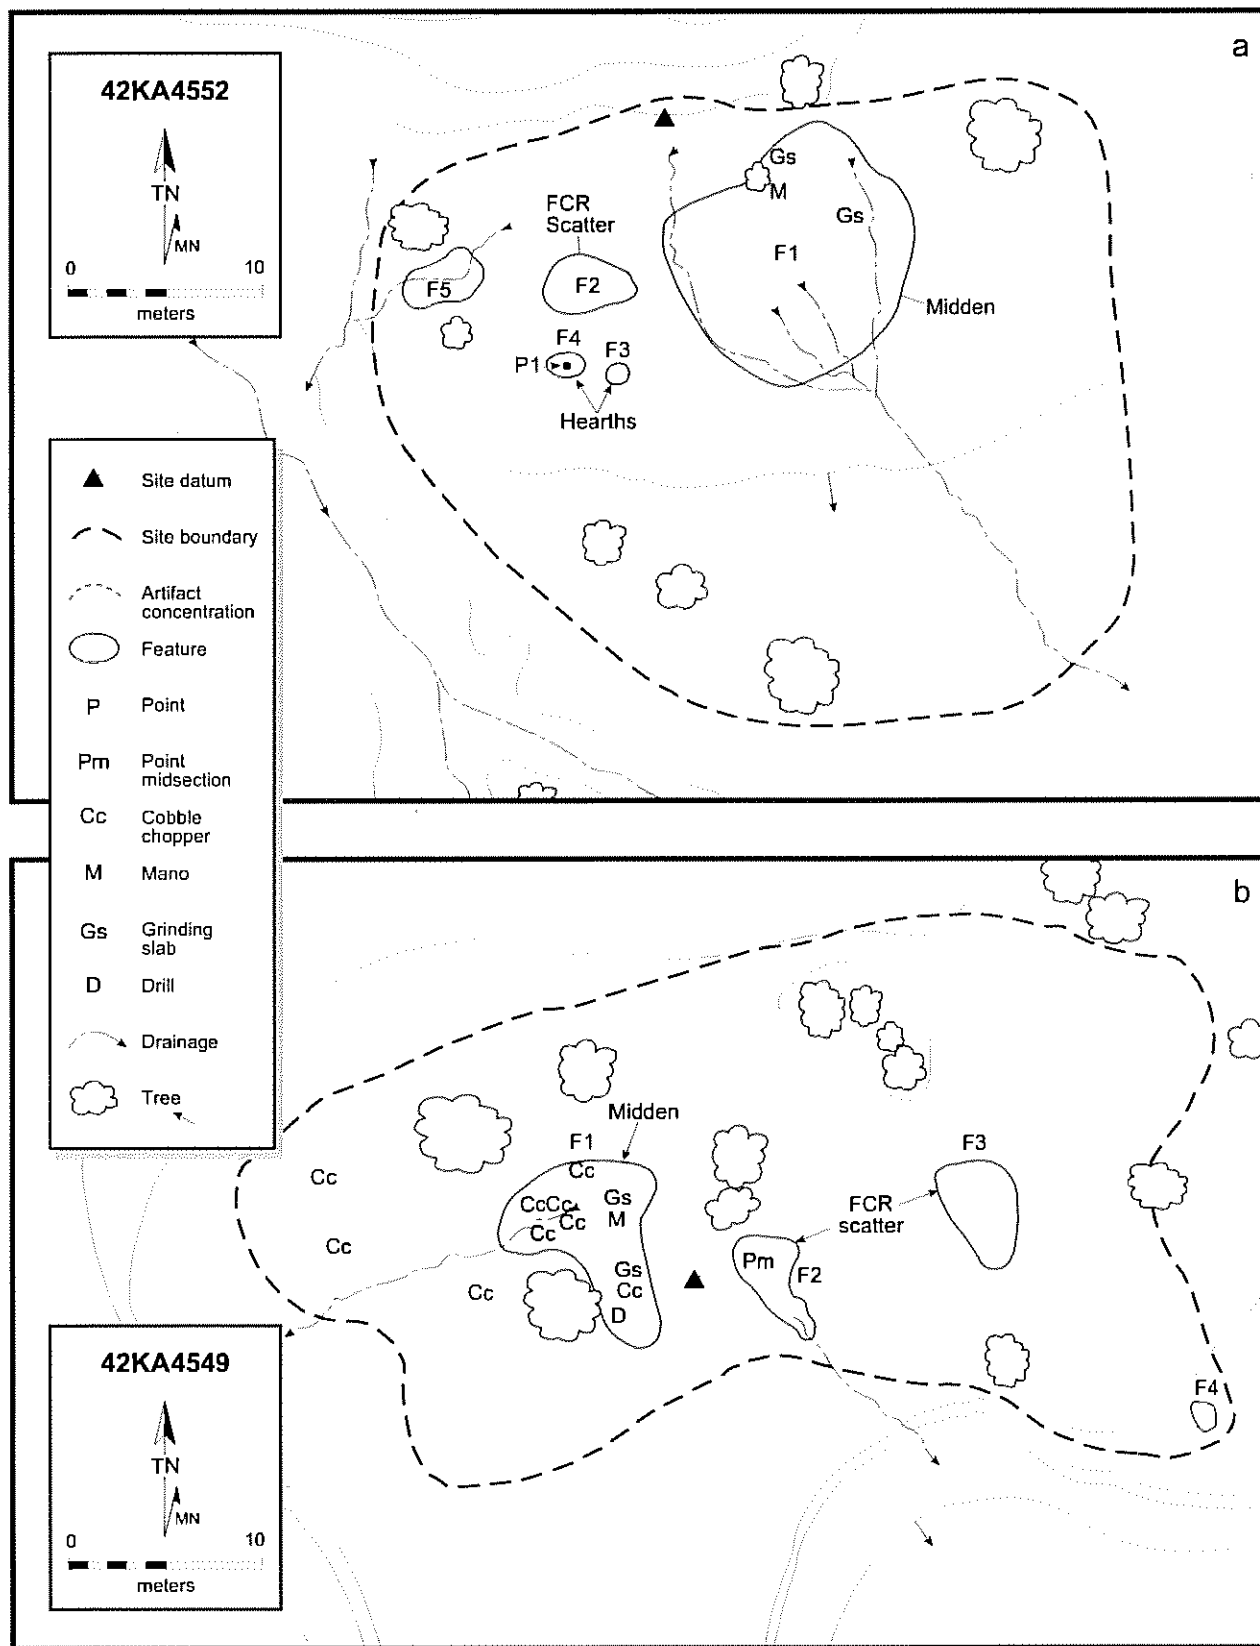 a
42KA4552
TN
MN
0 10
meters
Gs
M
Gs
F1
Midden
FCR
Scatter
F2
F5
F4
F3
P1
Hearths
Site datum
Site boundary
Artifact
concentration
Feature
P Point
Pm Point
midsection
Cc Cobble
chopper
M Mano
Gs Grinding
slab
D Drill
Drainage
Tree
b
Midden
F1
Cc
Cc
CcCc
Cc
Cc
Gs
M
Cc
Cc
Gs
Cc
D
Pm
F2
FCR
scatter
F3
F4
42KA4549
TN
MN
0 10
meters